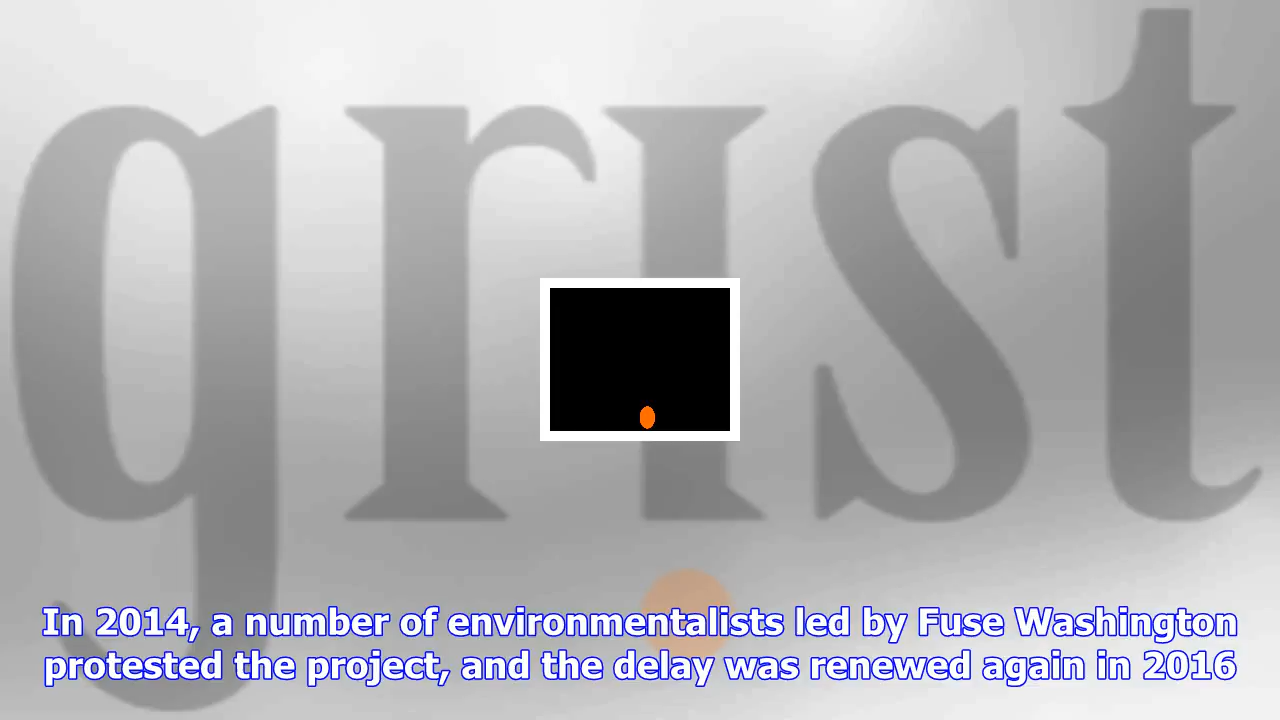 grist
In 2014, a number of environmentalists led by Fuse Washington
protested the project, and the delay was renewed again in 2016